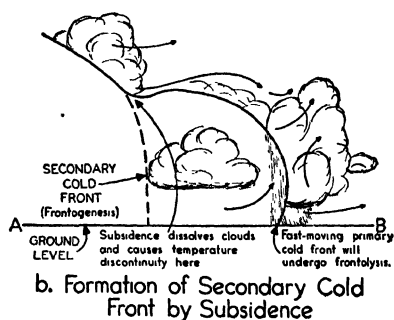 SECONDARY
COLD
FRONT
(Frontogenesis)
A
B
GROUND
LEVEL
Subsidence dissolves clouds
and causes temperature
discontinuity here
Fast-moving primary
cold front will
undergo frontolysis.
b. Formation of Secondary Cold
Front by Subsidence